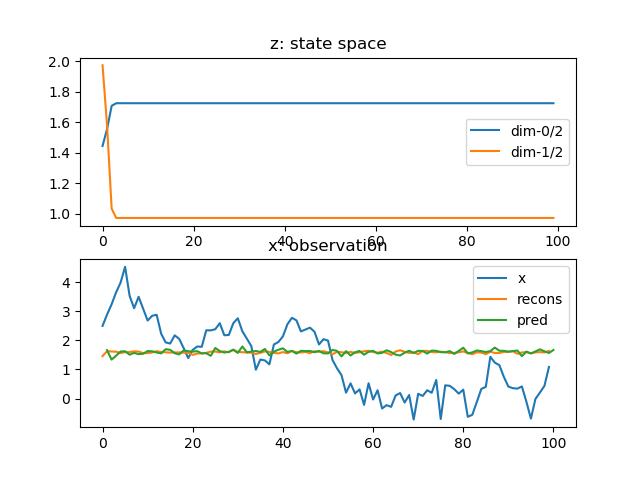 z: state space
2.0
1.8
1.6
1.4
1.2
1.0
dim-0/2
dim-1/2
0 20 40 60 80 100
x: observation
4
3
2
1
0
x
recons
pred
0 20 40 60 80 100